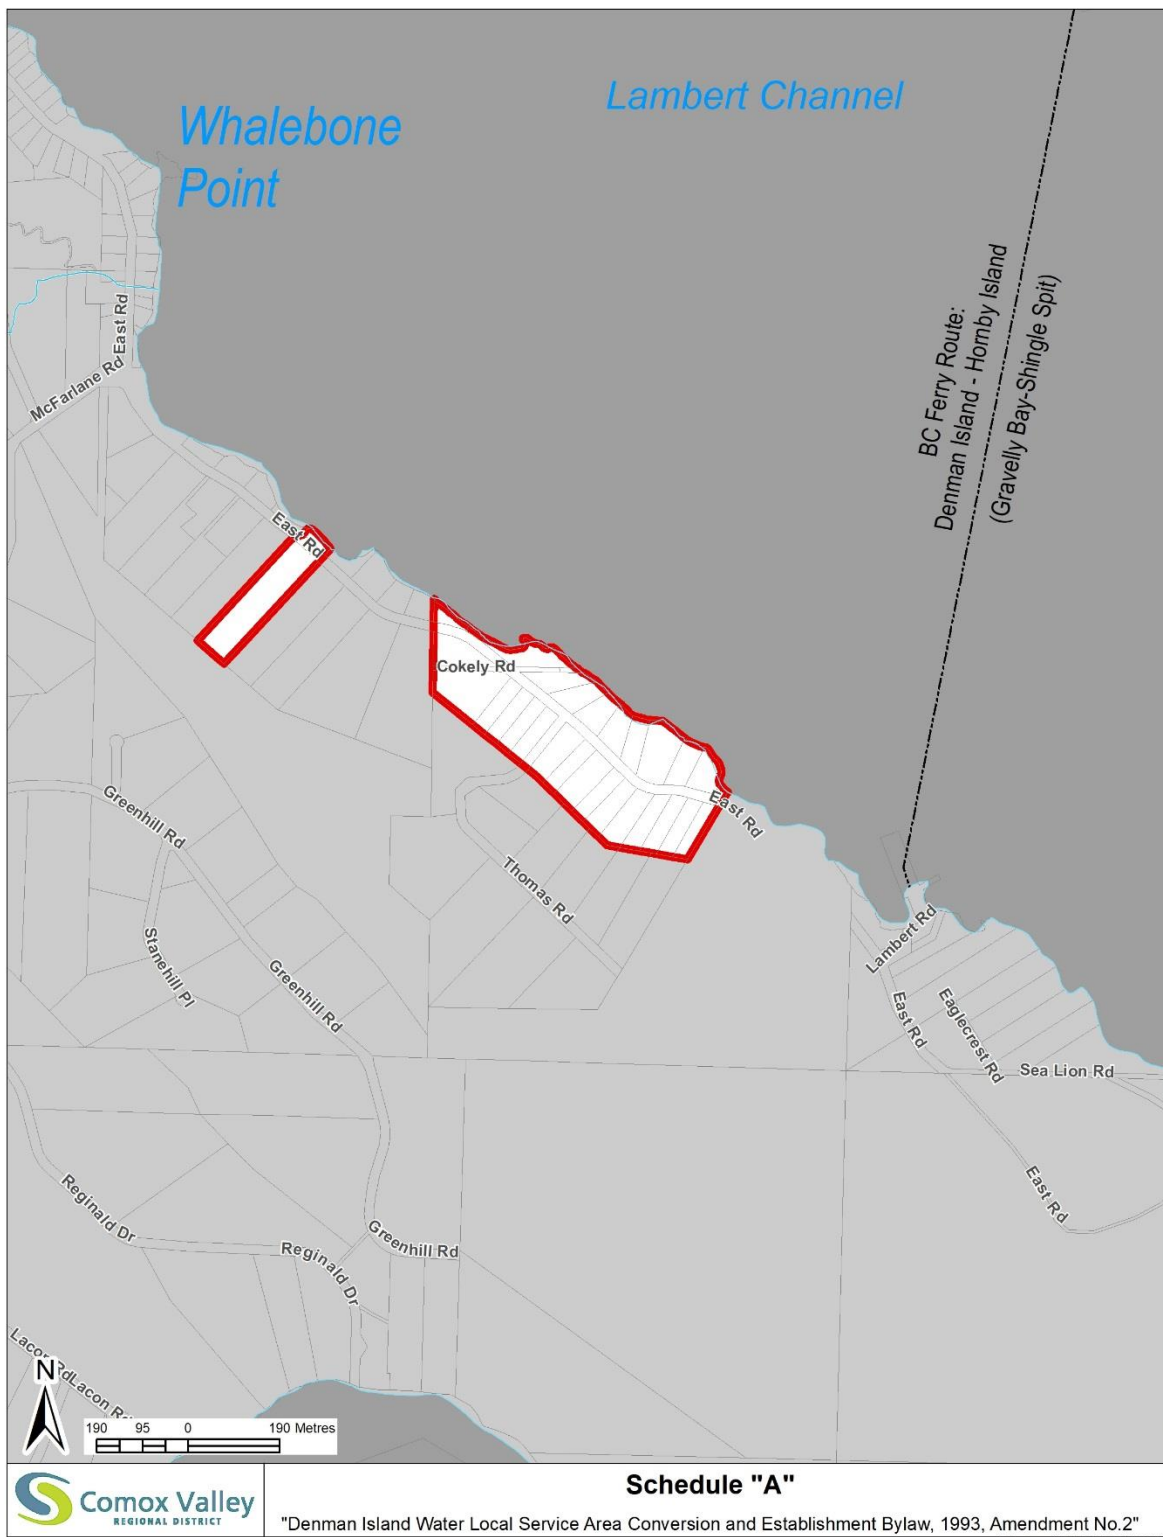 Whalebone
Point
Lambert Channel
BC Ferry Route:
Denman Island - Hornby Island
(Gravelly Bay-Shingle Spit)
East Rd
McFarlane Rd
East Rd
Cokely Rd
East Rd
Greenhill Rd
Thomas Rd
Stanehill Pl
Greenhill Rd
Lambert Rd
East Rd
Eaglecrest Rd
Sea Lion Rd
East Rd
Reginald Dr
Greenhill Rd
Reginald Dr
Lacon Rd
Lacon Rd
N
190 95 0 190 Metres
Comox Valley
REGIONAL DISTRICT
Schedule "A"
"Denman Island Water Local Service Area Conversion and Establishment Bylaw, 1993, Amendment No.2"